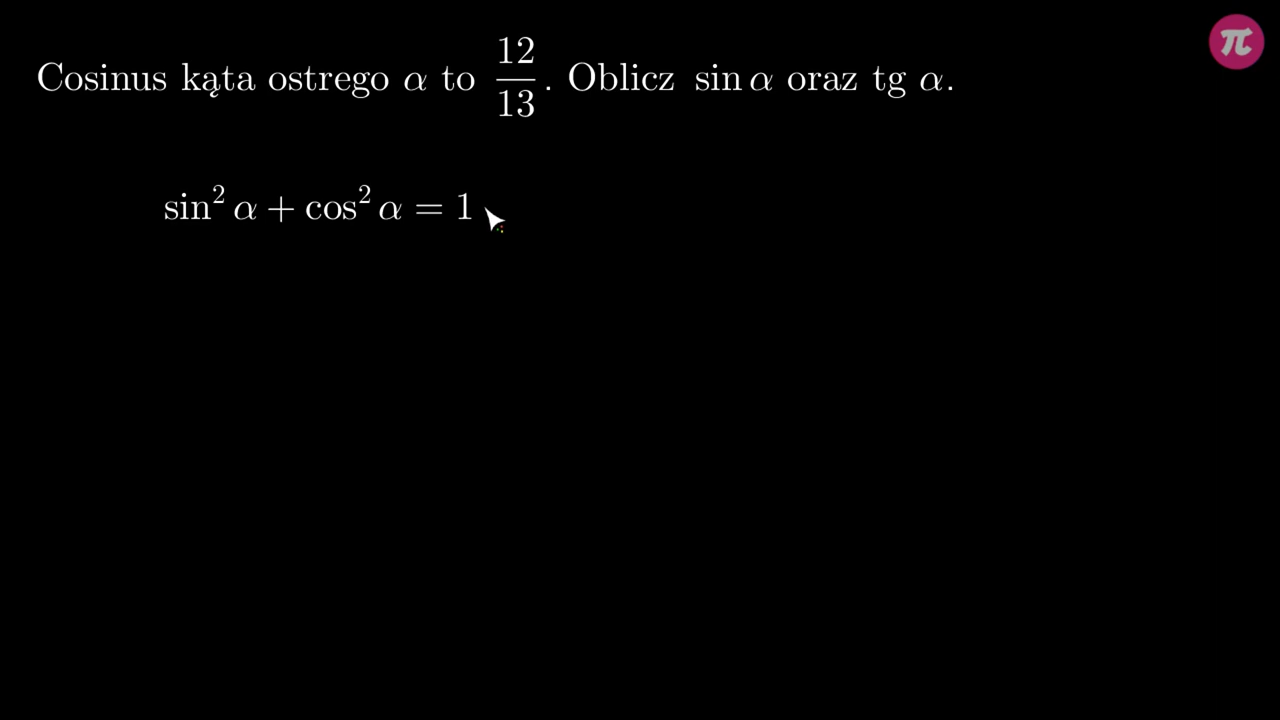 Cosinus kąta ostrego α to 12/13. Oblicz sin α oraz tg α.
sin² α + cos² α = 1
π